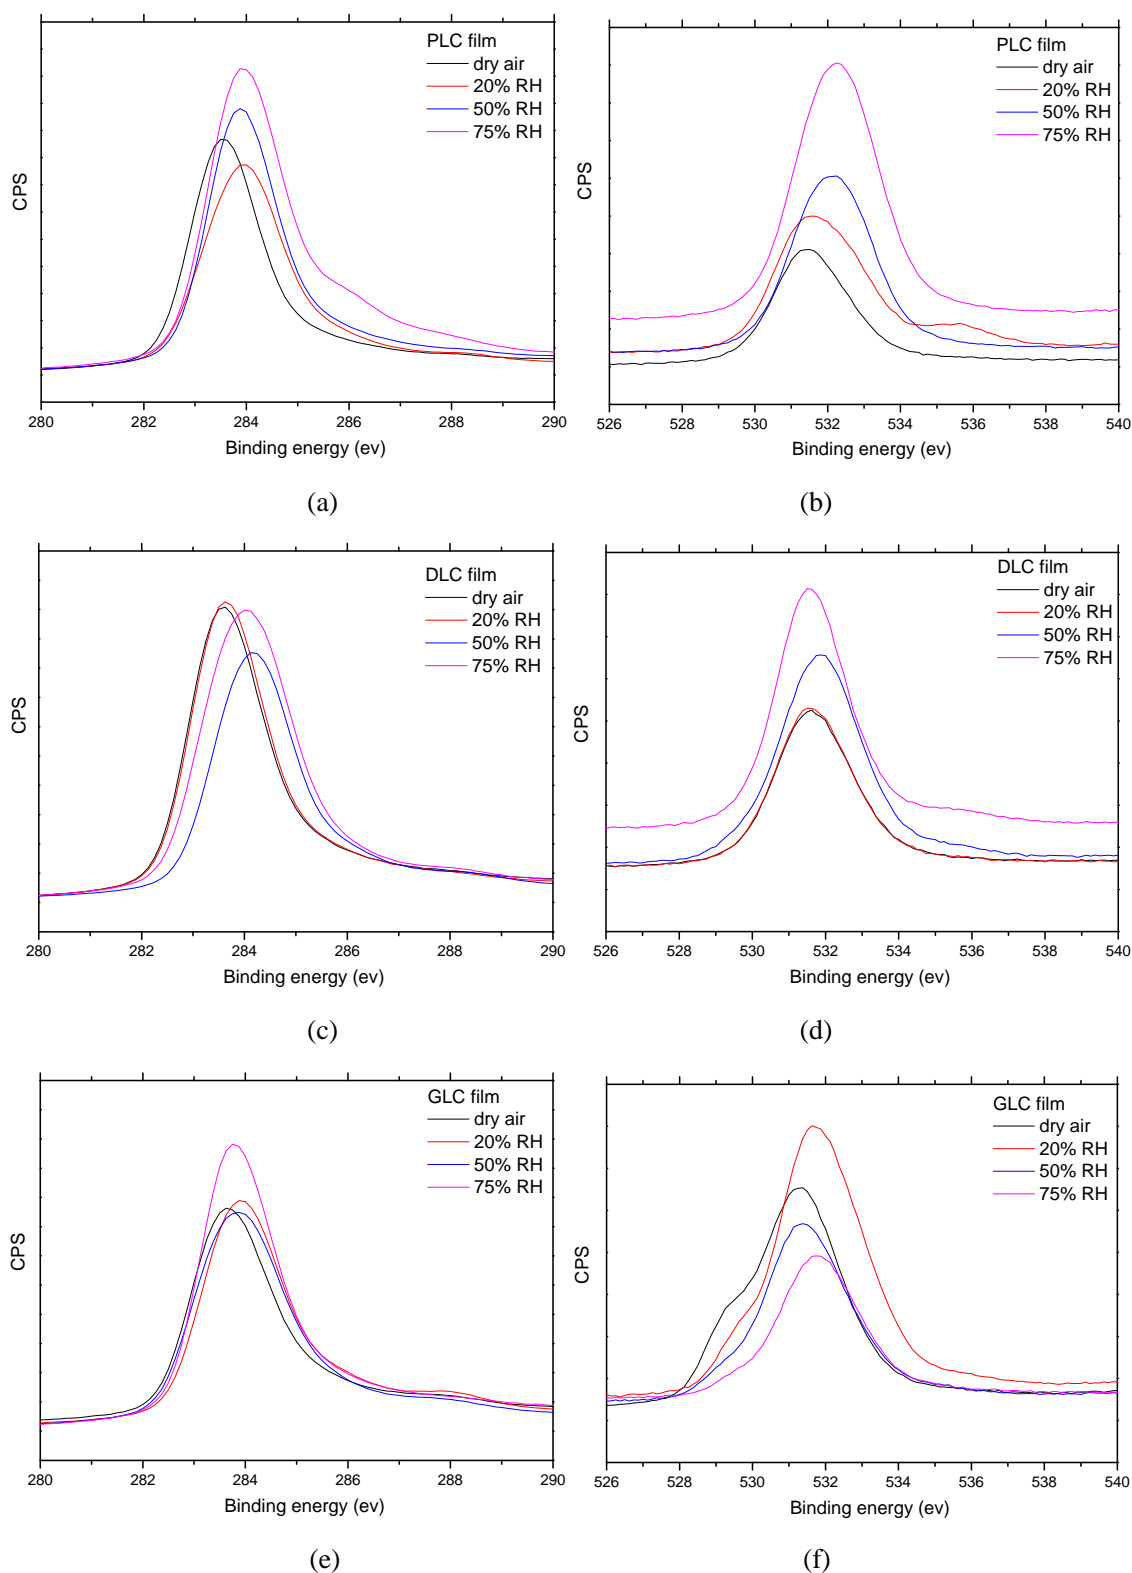 PLC film
dry air
20% RH
50% RH
75% RH
CPS
280 282 284 286 288 290
Binding energy (ev)
(a)
PLC film
dry air
20% RH
50% RH
75% RH
CPS
526 528 530 532 534 536 538 540
Binding energy (ev)
(b)
DLC film
dry air
20% RH
50% RH
75% RH
CPS
280 282 284 286 288 290
Binding energy (ev)
(c)
DLC film
dry air
20% RH
50% RH
75% RH
CPS
526 528 530 532 534 536 538 540
Binding energy (ev)
(d)
GLC film
dry air
20% RH
50% RH
75% RH
CPS
280 282 284 286 288 290
Binding energy (ev)
(e)
GLC film
dry air
20% RH
50% RH
75% RH
CPS
526 528 530 532 534 536 538 540
Binding energy (ev)
(f)